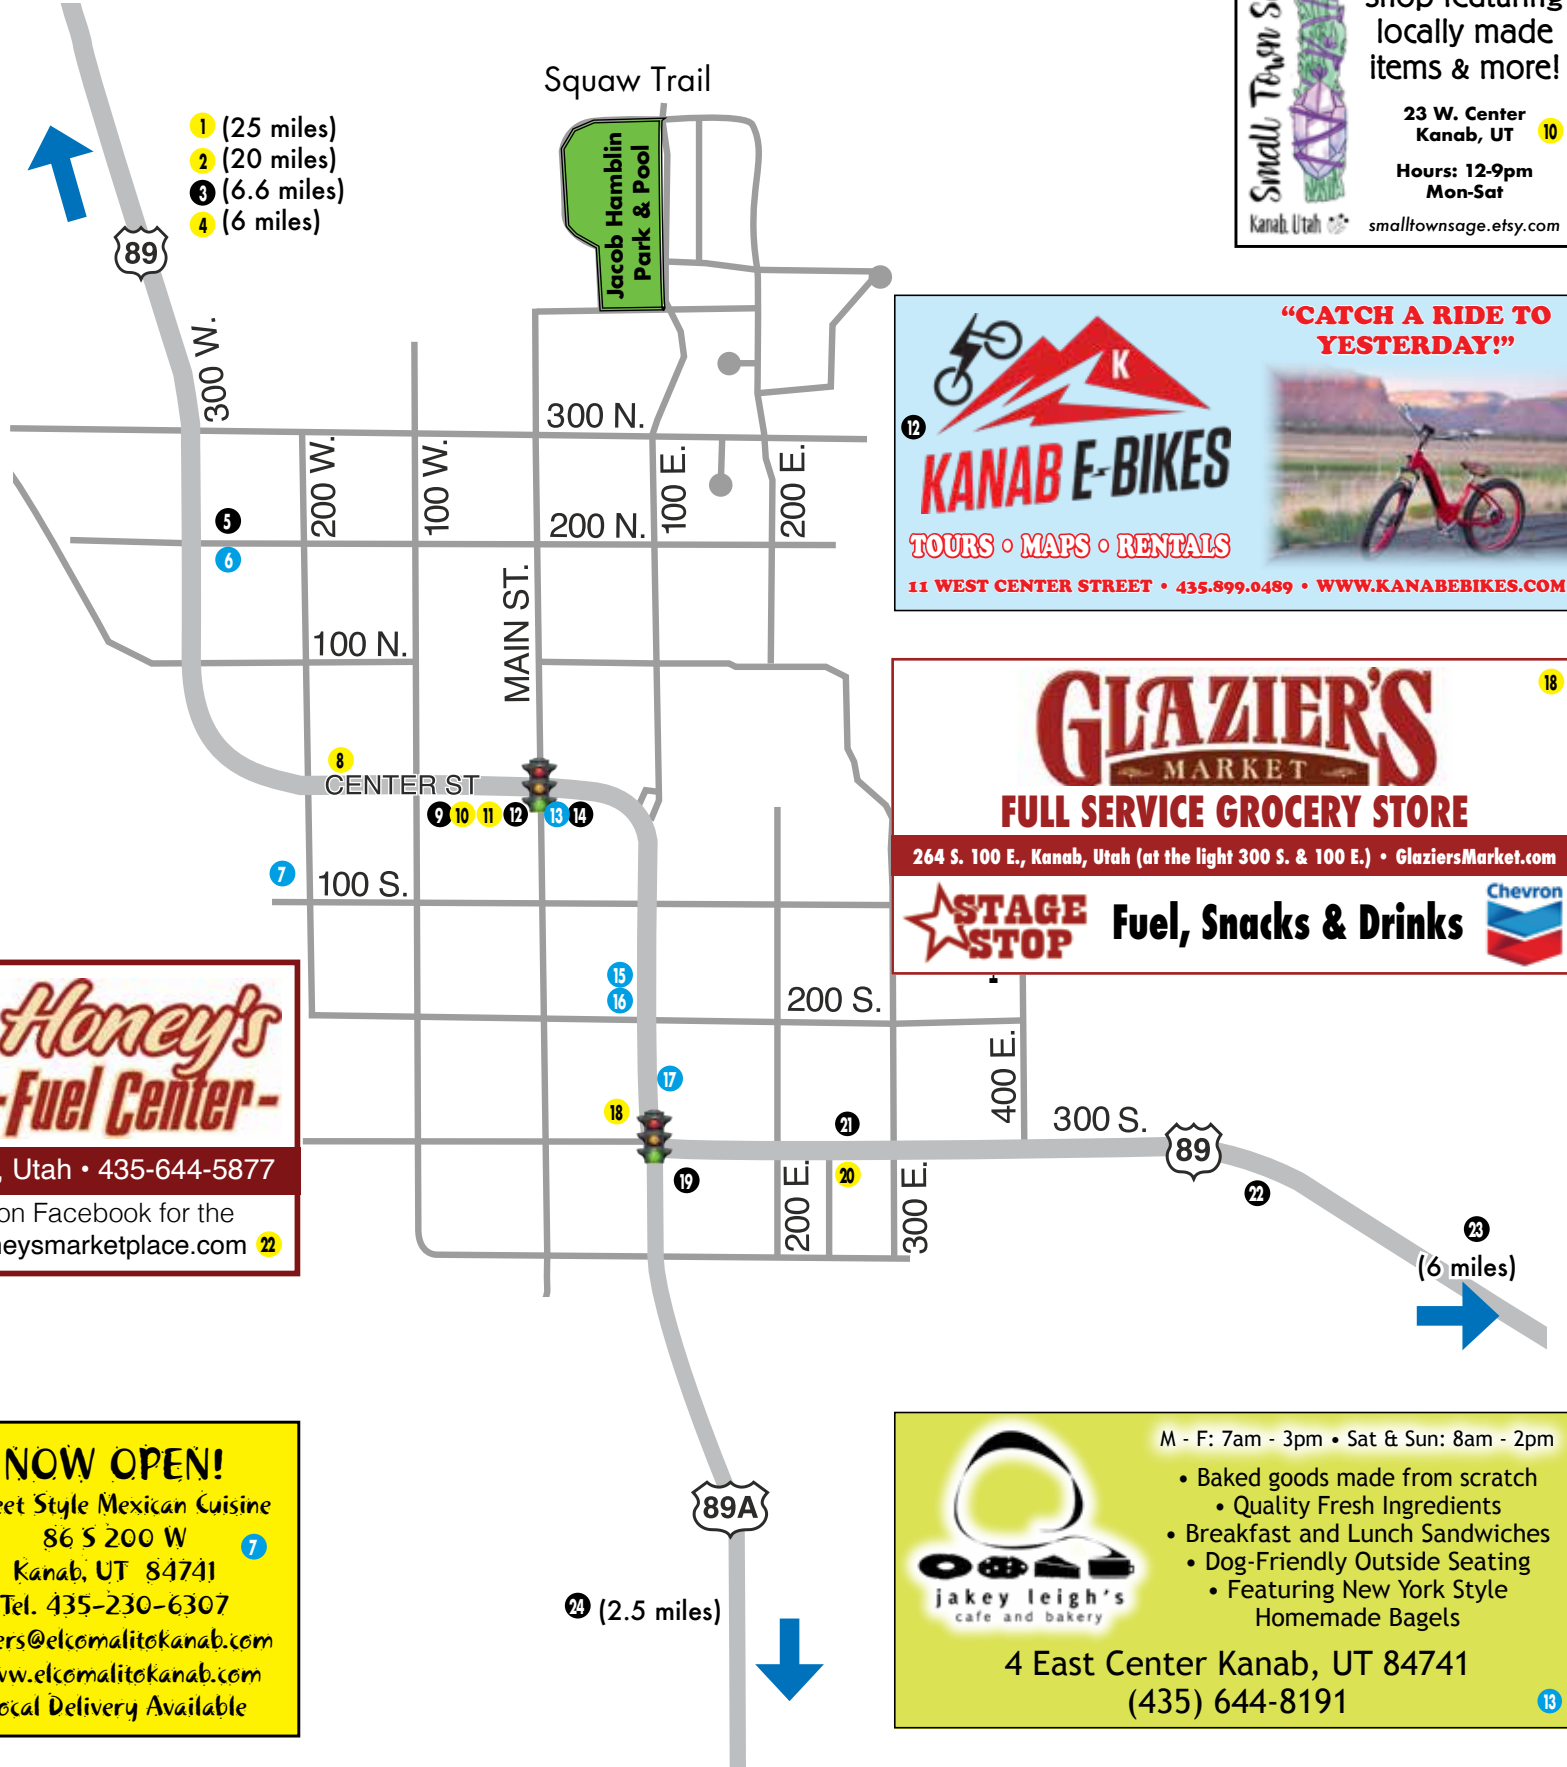 Squaw Trail
1 (25 miles)
2 (20 miles)
3 (6.6 miles)
4 (6 miles)
89
Jacob Hamblin
Park & Pool
300 W.
300 N.
200 W.
100 W.
100 E.
200 E.
5
200 N.
6
MAIN ST.
100 N.
8
CENTER ST
9 10 11 12 13 14
7
100 S.
15
16
200 S.
17
400 E.
18
21
300 S.
89
19
20
200 E.
300 E.
22
23
(6 miles)
89A
24 (2.5 miles)
Small Town
Kanab, Utah
locally made
items & more!
23 W. Center
Kanab, UT 10
Hours: 12-9pm
Mon-Sat
smalltownsage.etsy.com
"CATCH A RIDE TO
YESTERDAY!"
K
12
KANAB E-BIKES
TOURS • MAPS • RENTALS
11 WEST CENTER STREET • 435.899.0489 • WWW.KANABEBIKES.COM
18
GLAZIER'S
MARKET
FULL SERVICE GROCERY STORE
264 S. 100 E., Kanab, Utah (at the light 300 S. & 100 E.) • GlaziersMarket.com
STAGE
STOP
Fuel, Snacks & Drinks
Chevron
Honey's
-Fuel Center-
, Utah • 435-644-5877
on Facebook for the
neysmarketplace.com 22
NOW OPEN!
eet Style Mexican Cuisine
86 S 200 W
7
Kanab, UT 84741
Tel. 435-230-6307
ers@elcomalitokanab.com
ww.elcomalitokanab.com
ocal Delivery Available
jakey leigh's
cafe and bakery
M - F: 7am - 3pm • Sat & Sun: 8am - 2pm
• Baked goods made from scratch
• Quality Fresh Ingredients
• Breakfast and Lunch Sandwiches
• Dog-Friendly Outside Seating
• Featuring New York Style
Homemade Bagels
4 East Center Kanab, UT 84741
(435) 644-8191
13